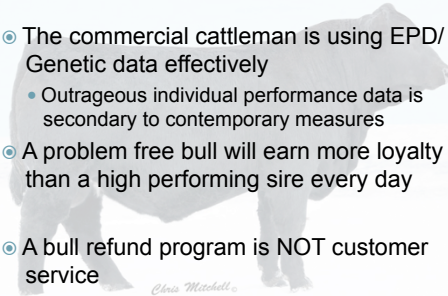 The commercial cattleman is using EPD/
Genetic data effectively
Outrageous individual performance data is
secondary to contemporary measures
A problem free bull will earn more loyalty
than a high performing sire every day
A bull refund program is NOT customer
service
Chris Mitchell